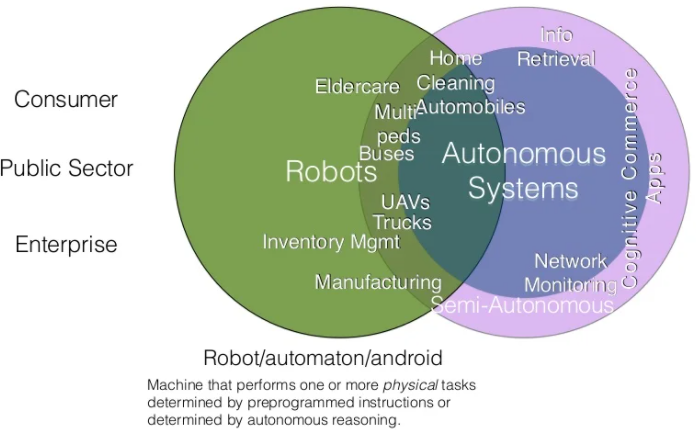 Consumer
Public Sector
Enterprise
Info
Retrieval
Home
Cleaning
Automobiles
Eldercare
Multi-
peds
Buses
Robots
Autonomous
Systems
UAVs
Trucks
Inventory Mgmt
Manufacturing
Network
Monitoring
Semi-Autonomous
Cognitive Commerce
Apps
Robot/automaton/android
Machine that performs one or more physical tasks
determined by preprogrammed instructions or
determined by autonomous reasoning.